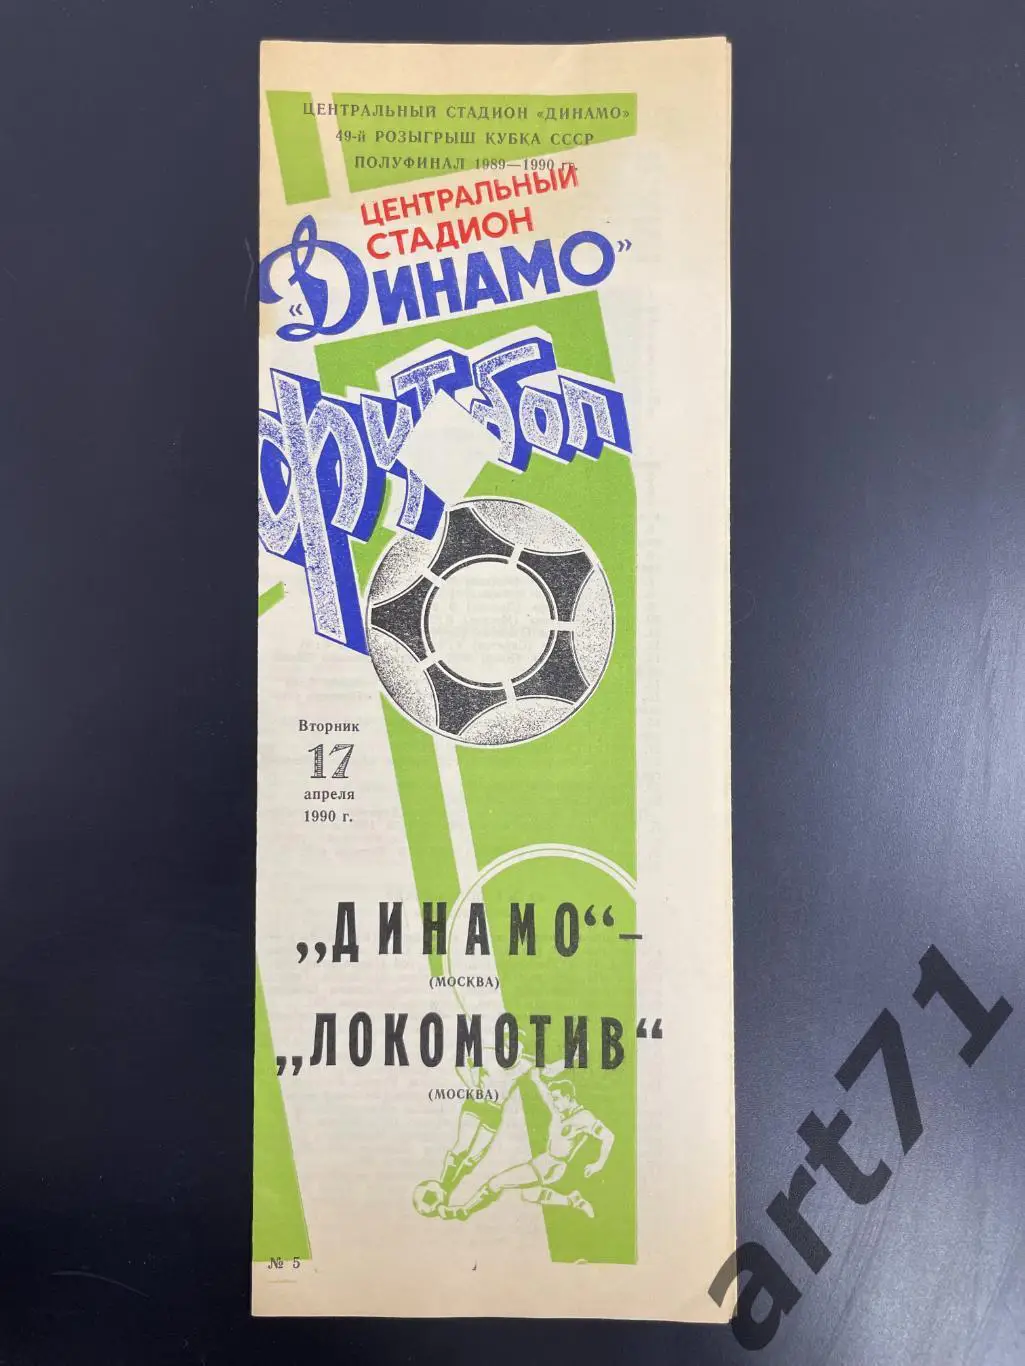 ЦЕНТРАЛЬНЫЙ СТАДИОН «ДИНАМО»
49-й РОЗЫГРЫШ КУБКА СССР
ПОЛУФИНАЛ 1989—1990 гг.
ЦЕНТРАЛЬНЫЙ
СТАДИОН
«ДИНАМО»
футбол
Вторник
17
апреля
1990 г.
„ДИНАМО“–
(МОСКВА)
„ЛОКОМОТИВ“
(МОСКВА)
№ 5
art71